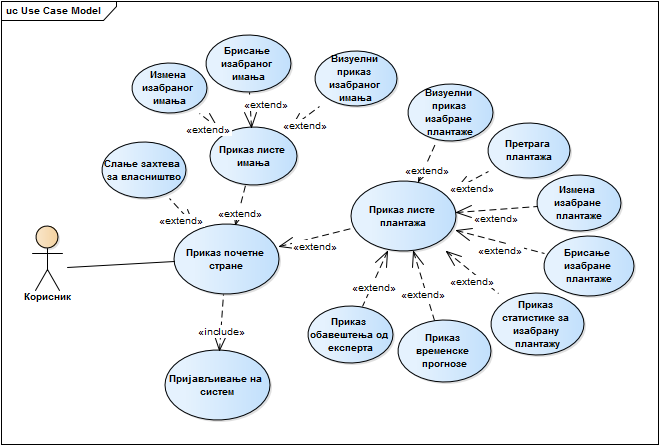 uc Use Case Model
Брисање
изабраног
имања
Визуелни
приказ
изабраног
имања
Измена
изабраног
имања
«extend»
«extend»
«extend»
Приказ листе
имања
Слање захтева
за власништво
«extend»
«extend»
Визуелни
приказ
изабране
плантаже
Претрага
плантажа
«extend»
«extend»
Измена
изабране
плантаже
«extend»
Приказ листе
плантажа
Брисање
изабране
плантаже
«extend»
Приказ почетне
стране
«extend»
Корисник
«extend»
«extend»
«extend»
Приказ
статистике за
изабрану
плантажу
Приказ
обавештења од
експерта
Приказ
временске
прогнозе
«include»
Пријављивање на
систем